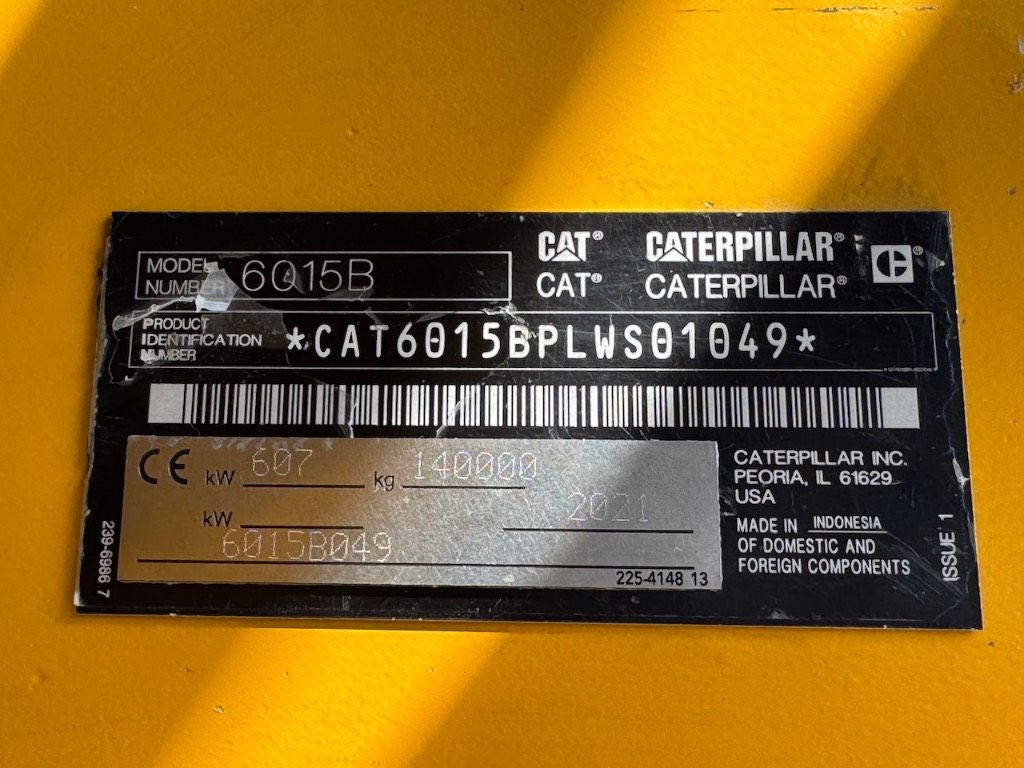 MODEL NUMBER 6015B
CAT® CATERPILLAR®
CAT® CATERPILLAR®
PRODUCT IDENTIFICATION NUMBER *CAT6015BPLWS01049*
CE kW 607 kg 140000
kW 2021
6015B049
225-4148 13
CATERPILLAR INC.
PEORIA, IL 61629
USA
MADE IN INDONESIA
OF DOMESTIC AND
FOREIGN COMPONENTS
239-6986 7
ISSUE 1